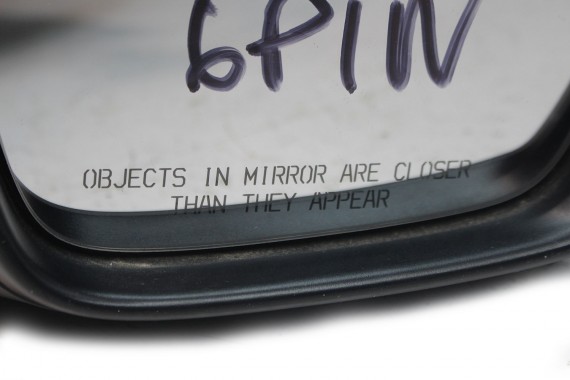 6PIN
OBJECTS IN MIRROR ARE CLOSER
THAN THEY APPEAR